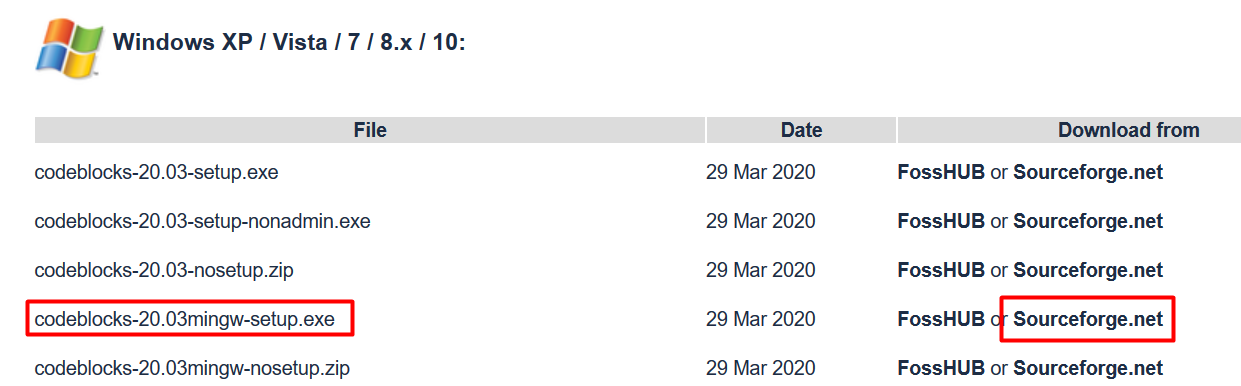 Windows XP / Vista / 7 / 8.x / 10:
File Date Download from
codeblocks-20.03-setup.exe 29 Mar 2020 FossHUB or Sourceforge.net
codeblocks-20.03-setup-nonadmin.exe 29 Mar 2020 FossHUB or Sourceforge.net
codeblocks-20.03-nosetup.zip 29 Mar 2020 FossHUB or Sourceforge.net
codeblocks-20.03mingw-setup.exe 29 Mar 2020 FossHUB or Sourceforge.net
codeblocks-20.03mingw-nosetup.zip 29 Mar 2020 FossHUB or Sourceforge.net